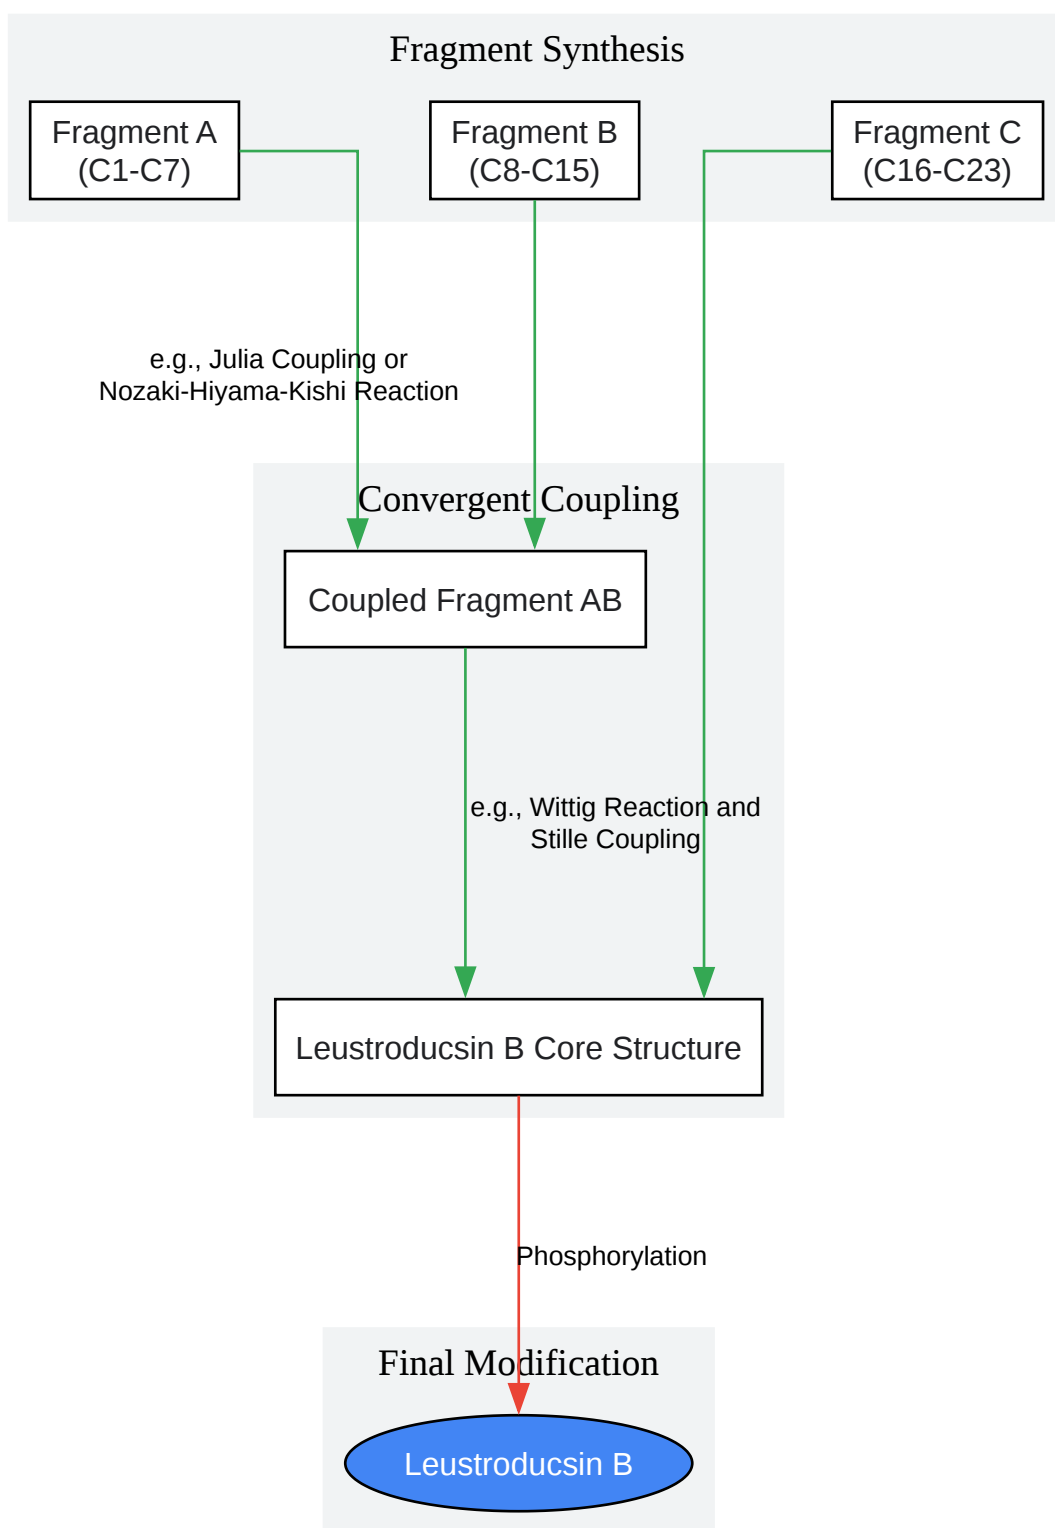 Fragment Synthesis
Fragment A
(C1-C7)
Fragment B
(C8-C15)
Fragment C
(C16-C23)
e.g., Julia Coupling or
Nozaki-Hiyama-Kishi Reaction
Convergent Coupling
Coupled Fragment AB
e.g., Wittig Reaction and
Stille Coupling
Leustroducsin B Core Structure
Phosphorylation
Final Modification
Leustroducsin B